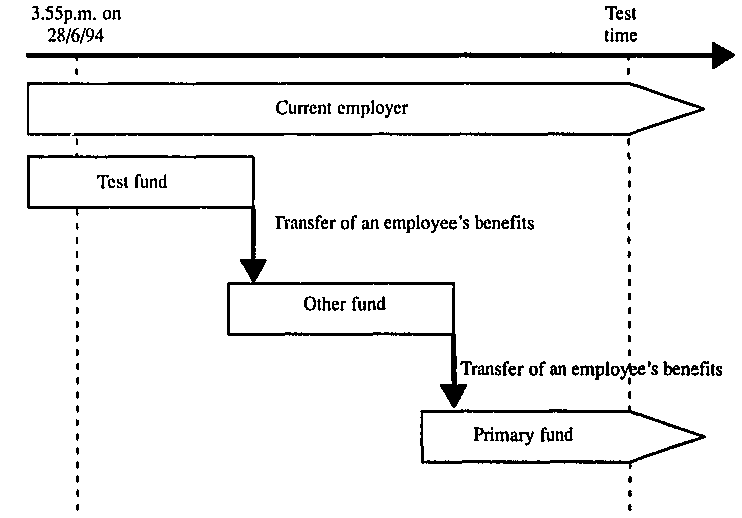 3.55p.m. on
28/6/94
Test
time
Current employer
Test fund
Transfer of an employee's benefits
Other fund
Transfer of an employee's benefits
Primary fund